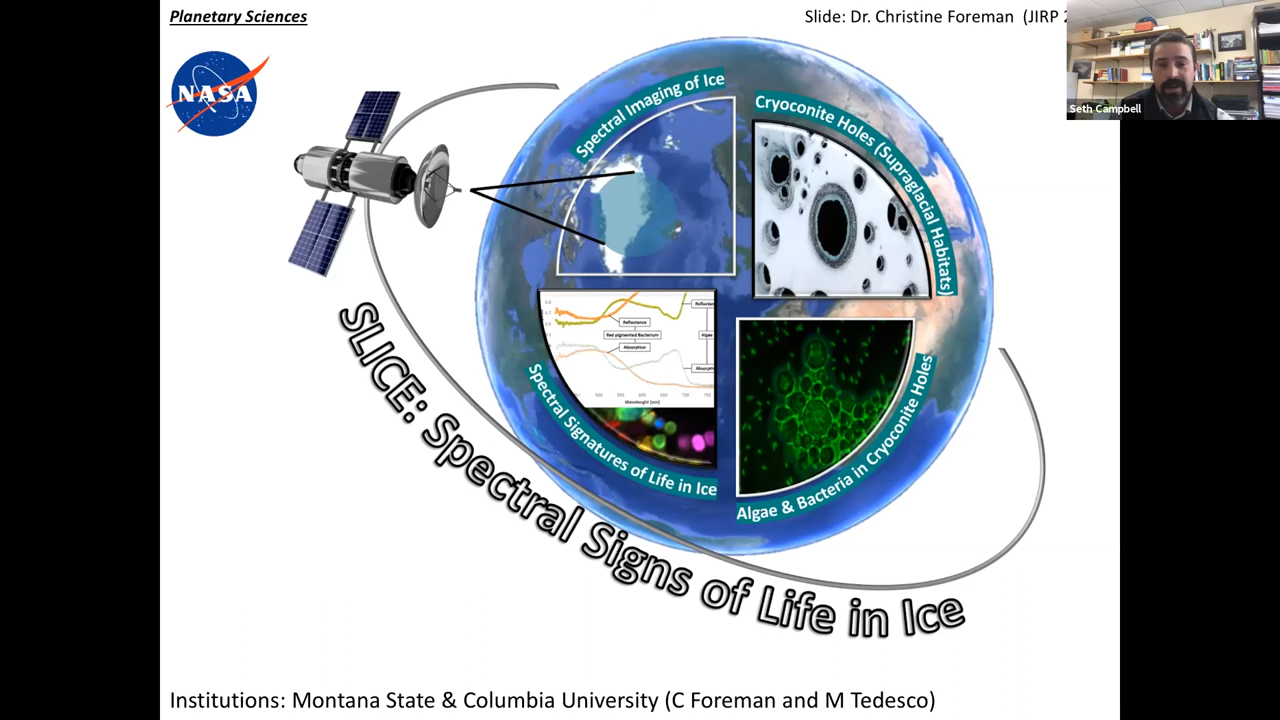 Planetary Sciences
Slide: Dr. Christine Foreman (JIRP
Seth Campbell
NASA
Spectral Imaging of Ice
Cryoconite Holes (Supraglacial Habitats)
Reflectance
Red pigmented Bacterium
Algae
Absorption
Wavelenght [nm]
Spectral Signatures of Life in Ice
Algae & Bacteria in Cryoconite Holes
SLICE: Spectral Signs of Life in Ice
Institutions: Montana State & Columbia University (C Foreman and M Tedesco)